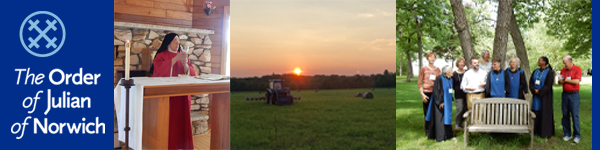 The Order
of Julian
of Norwich